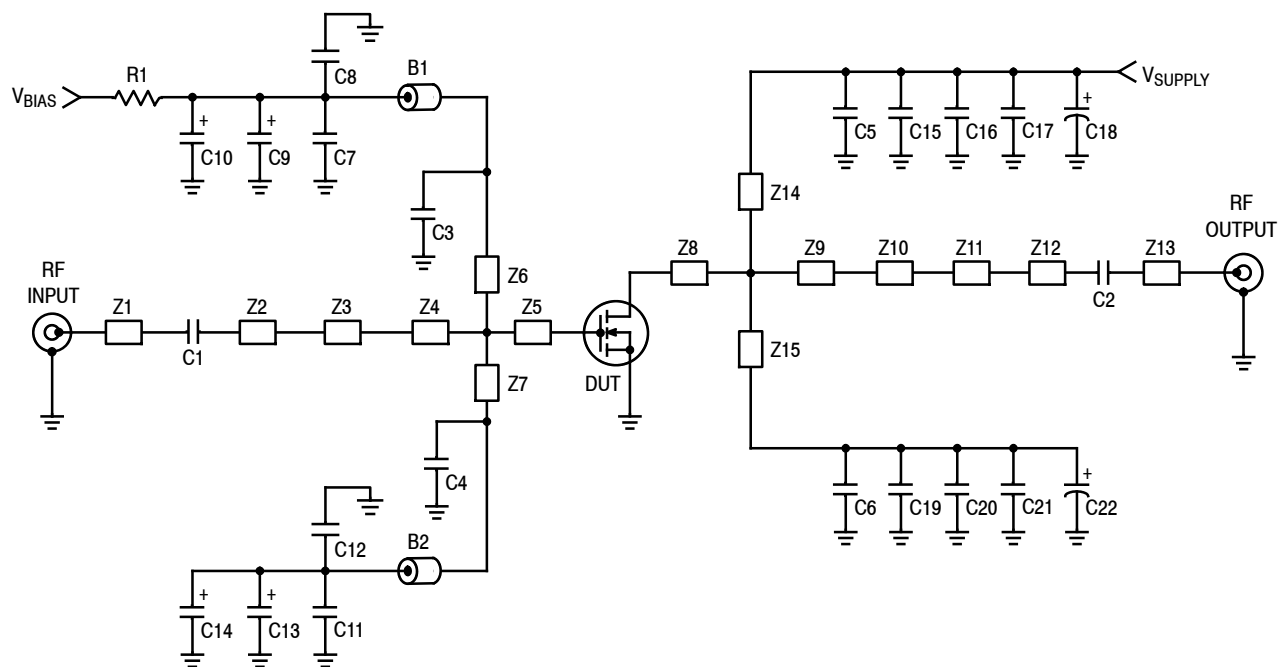 C8
B1
R1
V_BIAS
+
+
C10
C9
C7
C3
Z6
RF
INPUT
Z1
C1
Z2
Z3
Z4
Z5
DUT
Z7
C4
C12
B2
+
+
C14
C13
C11
V_SUPPLY
+
C5
C15
C16
C17
C18
Z14
Z8
Z9
Z10
Z11
Z12
C2
Z13
RF
OUTPUT
Z15
+
C6
C19
C20
C21
C22